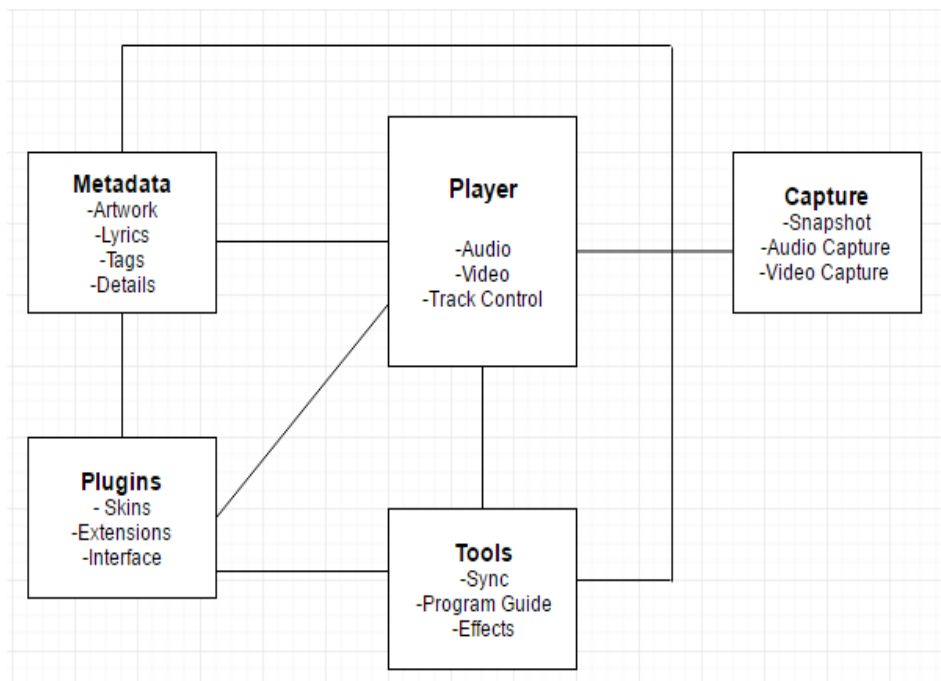 Metadata
-Artwork
-Lyrics
-Tags
-Details
Player
-Audio
-Video
-Track Control
Capture
-Snapshot
-Audio Capture
-Video Capture
Plugins
- Skins
-Extensions
-Interface
Tools
-Sync
-Program Guide
-Effects